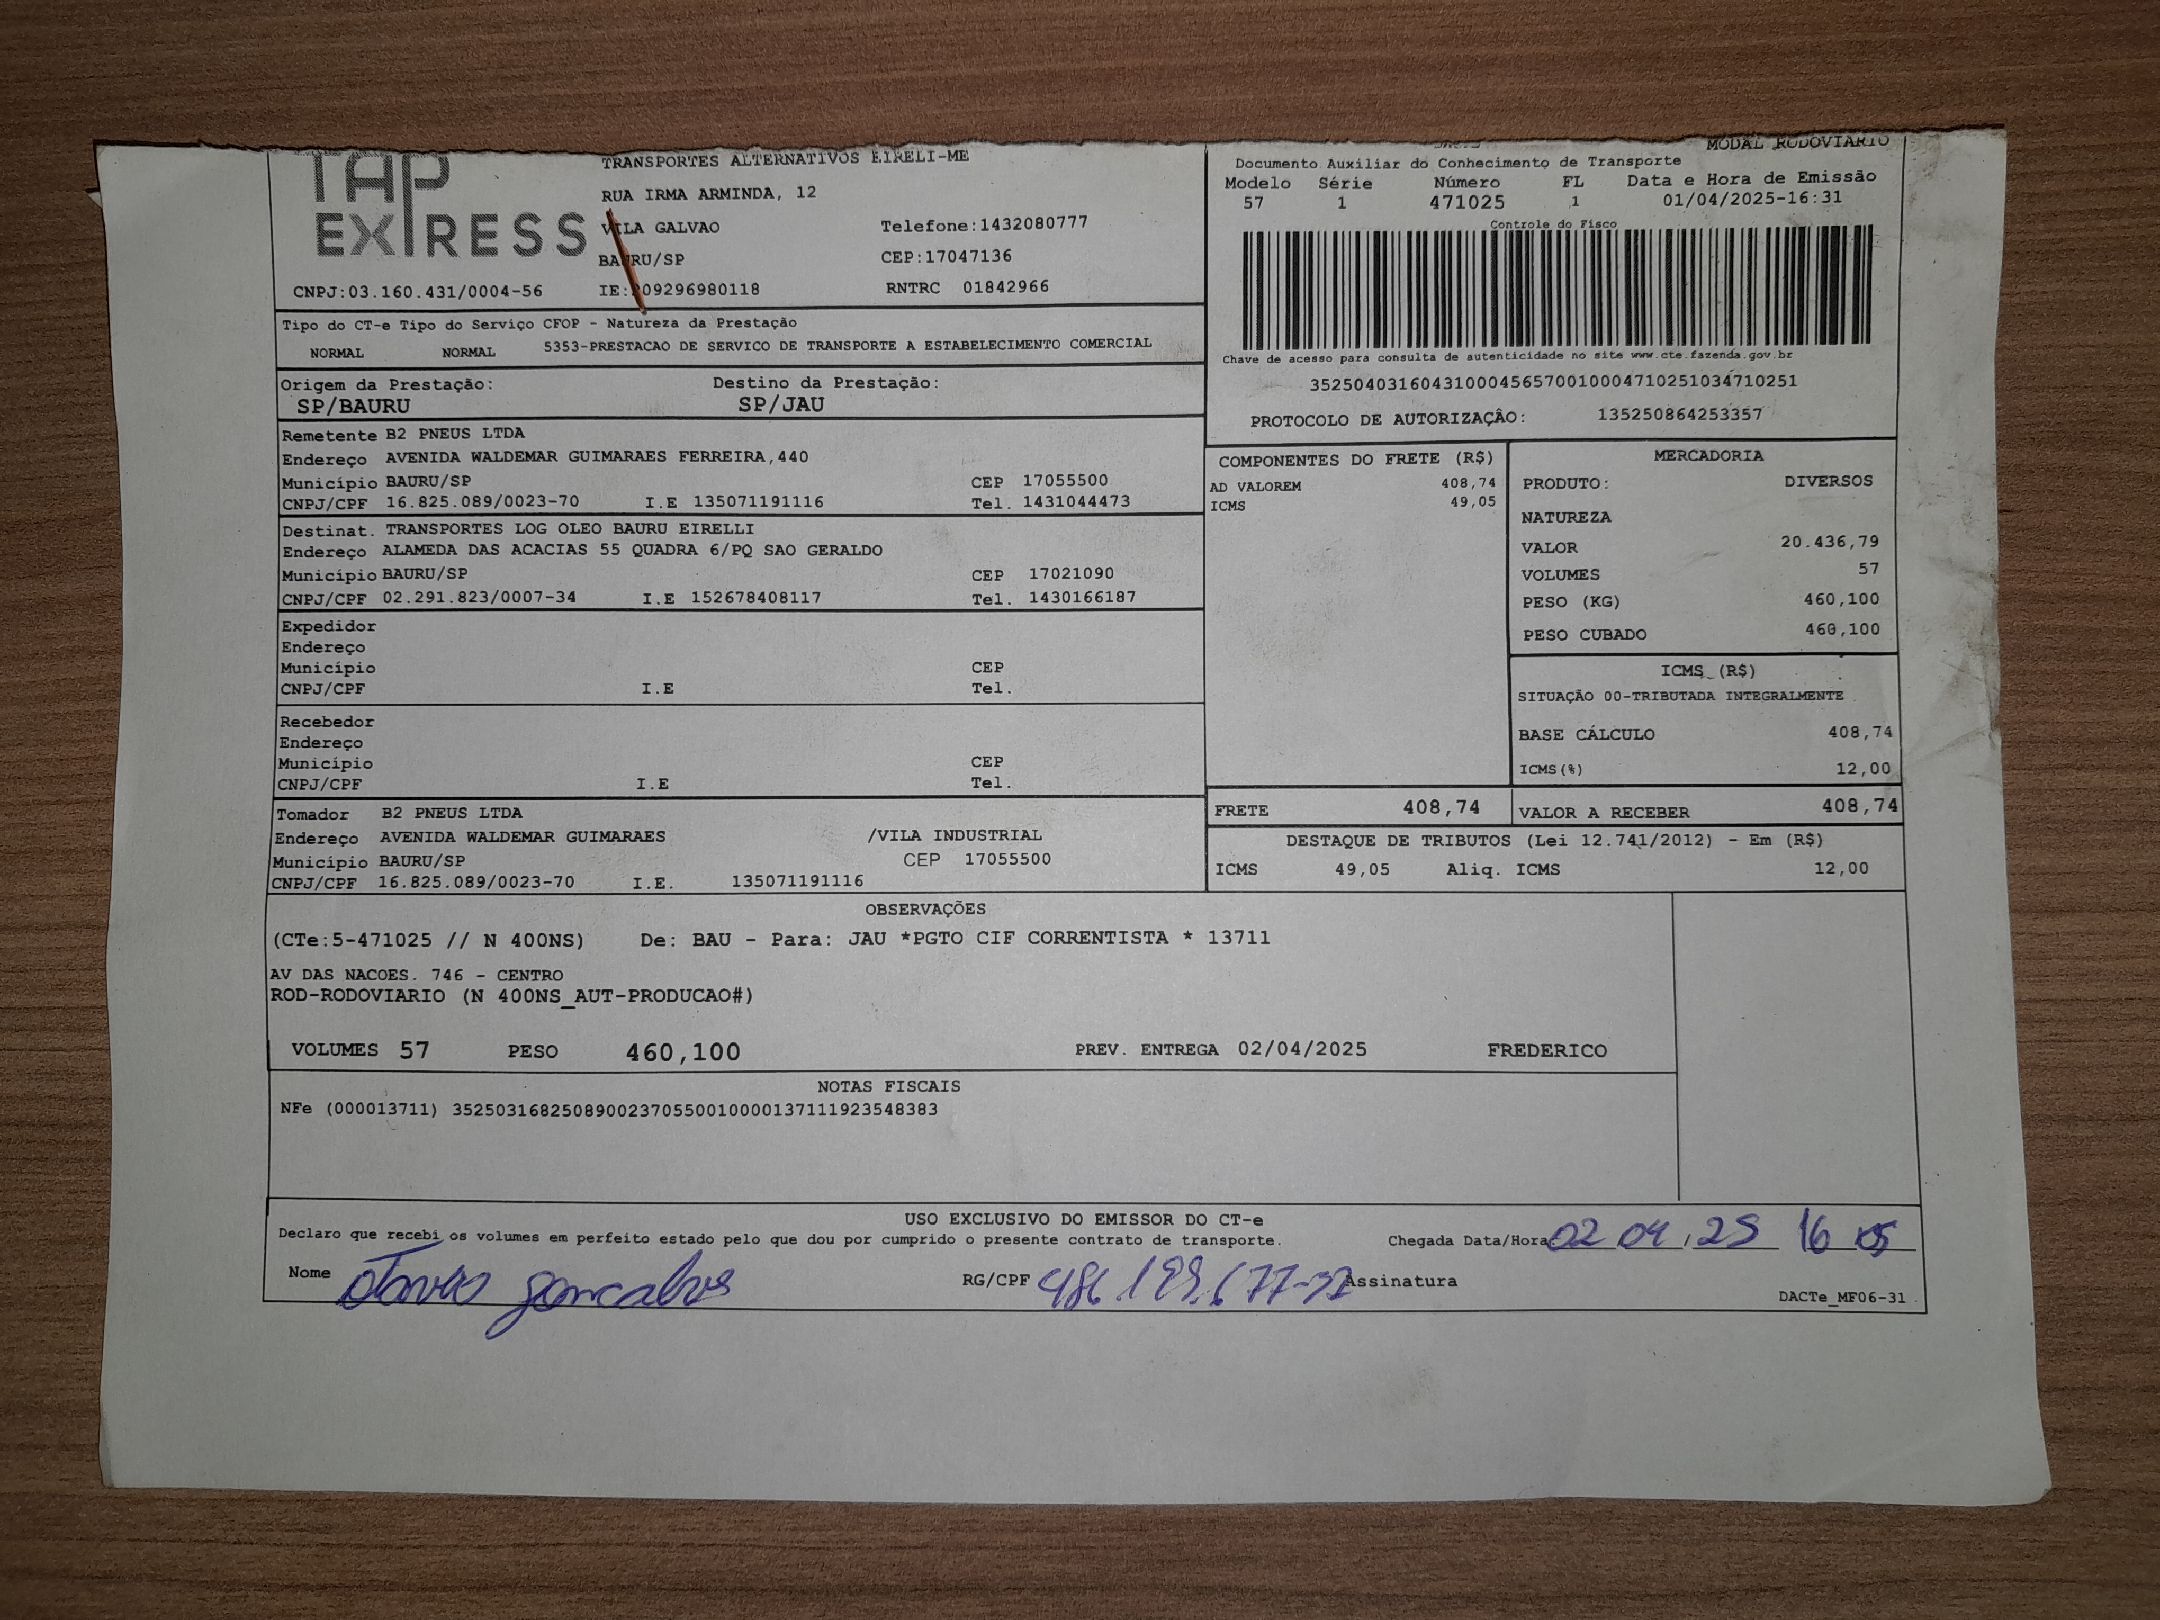 TAP
EXPRESS
CNPJ:03.160.431/0004-56
TRANSPORTES ALTERNATIVOS EIRELI-ME
RUA IRMA ARMINDA, 12
VILA GALVAO Telefone:1432080777
BAURU/SP CEP:17047136
IE:209296980118 RNTRC 01842966
MODAL RODOVIARIO
Documento Auxiliar do Conhecimento de Transporte
Modelo Série Número FL Data e Hora de Emissão
57 1 471025 1 01/04/2025-16:31
Controle do Fisco
Chave de acesso para consulta de autenticidade no site www.cte.fazenda.gov.br
35250403160431000456570010004710251034710251
PROTOCOLO DE AUTORIZAÇÂO: 135250864253357
Tipo do CT-e Tipo do Serviço CFOP - Natureza da Prestação
NORMAL NORMAL 5353-PRESTACAO DE SERVICO DE TRANSPORTE A ESTABELECIMENTO COMERCIAL
Origem da Prestação: Destino da Prestação:
SP/BAURU SP/JAU
Remetente B2 PNEUS LTDA
Endereço AVENIDA WALDEMAR GUIMARAES FERREIRA,440
Município BAURU/SP CEP 17055500
CNPJ/CPF 16.825.089/0023-70 I.E 135071191116 Tel. 1431044473
Destinat. TRANSPORTES LOG OLEO BAURU EIRELLI
Endereço ALAMEDA DAS ACACIAS 55 QUADRA 6/PQ SAO GERALDO
Município BAURU/SP CEP 17021090
CNPJ/CPF 02.291.823/0007-34 I.E 152678408117 Tel. 1430166187
Expedidor
Endereço
Município CEP
CNPJ/CPF I.E Tel.
Recebedor
Endereço
Município CEP
CNPJ/CPF I.E Tel.
Tomador B2 PNEUS LTDA
Endereço AVENIDA WALDEMAR GUIMARAES /VILA INDUSTRIAL
Município BAURU/SP CEP 17055500
CNPJ/CPF 16.825.089/0023-70 I.E. 135071191116
COMPONENTES DO FRETE (R$)
AD VALOREM 408,74
ICMS 49,05
MERCADORIA
PRODUTO: DIVERSOS
NATUREZA
VALOR 20.436,79
VOLUMES 57
PESO (KG) 460,100
PESO CUBADO 460,100
ICMS (R$)
SITUAÇÃO 00-TRIBUTADA INTEGRALMENTE
BASE CÁLCULO 408,74
ICMS(%) 12,00
FRETE 408,74 VALOR A RECEBER 408,74
DESTAQUE DE TRIBUTOS (Lei 12.741/2012) - Em (R$)
ICMS 49,05 Aliq. ICMS 12,00
OBSERVAÇÕES
(CTe:5-471025 // N 400NS) De: BAU - Para: JAU *PGTO CIF CORRENTISTA * 13711
AV DAS NACOES. 746 - CENTRO
ROD-RODOVIARIO (N 400NS_AUT-PRODUCAO#)
VOLUMES 57 PESO 460,100 PREV. ENTREGA 02/04/2025 FREDERICO
NOTAS FISCAIS
NFe (000013711) 35250316825089002370550010000137111923548383
USO EXCLUSIVO DO EMISSOR DO CT-e
Declaro que recebi os volumes em perfeito estado pelo que dou por cumprido o presente contrato de transporte. Chegada Data/Hora: 02 04 25 16 05
Nome Otavio goncalves RG/CPF 486 199.677-37 Assinatura
DACTe_MF06-31